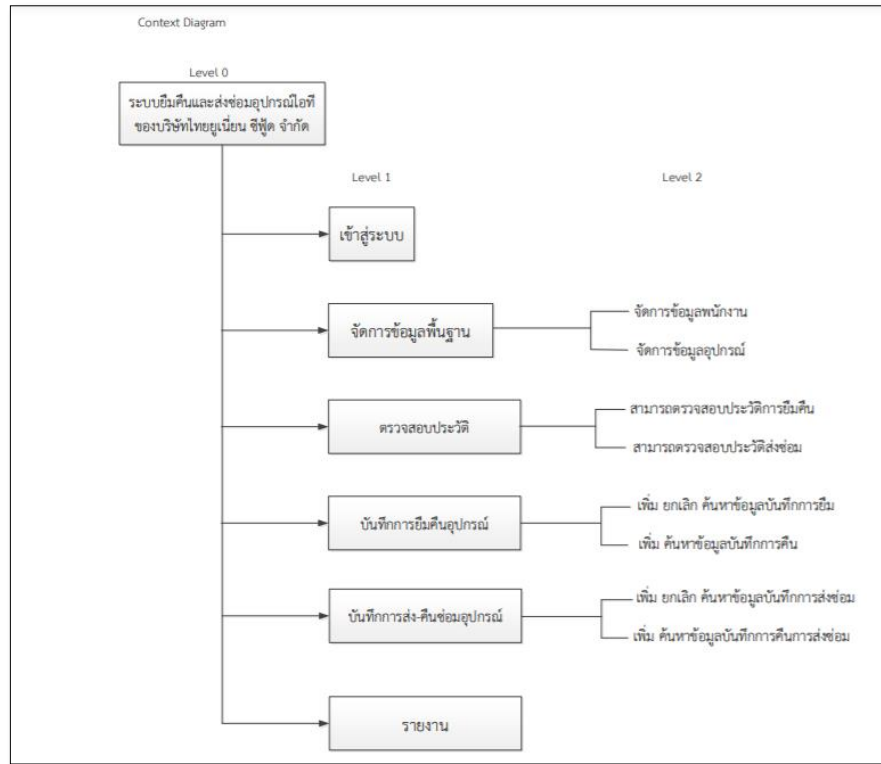 Context Diagram
Level 0
ระบบยืมคืนและส่งซ่อมอุปกรณ์ไอที
ของบริษัทไทยยูเนี่ยน ซีฟู้ด จำกัด
Level 1
Level 2
เข้าสู่ระบบ
จัดการข้อมูลพื้นฐาน
จัดการข้อมูลพนักงาน
จัดการข้อมูลอุปกรณ์
ตรวจสอบประวัติ
สามารถตรวจสอบประวัติการยืมคืน
สามารถตรวจสอบประวัติส่งซ่อม
บันทึกการยืมคืนอุปกรณ์
เพิ่ม ยกเลิก ค้นหาข้อมูลบันทึกการยืม
เพิ่ม ค้นหาข้อมูลบันทึกการคืน
บันทึกการส่ง-คืนซ่อมอุปกรณ์
เพิ่ม ยกเลิก ค้นหาข้อมูลบันทึกการส่งซ่อม
เพิ่ม ค้นหาข้อมูลบันทึกการคืนการส่งซ่อม
รายงาน